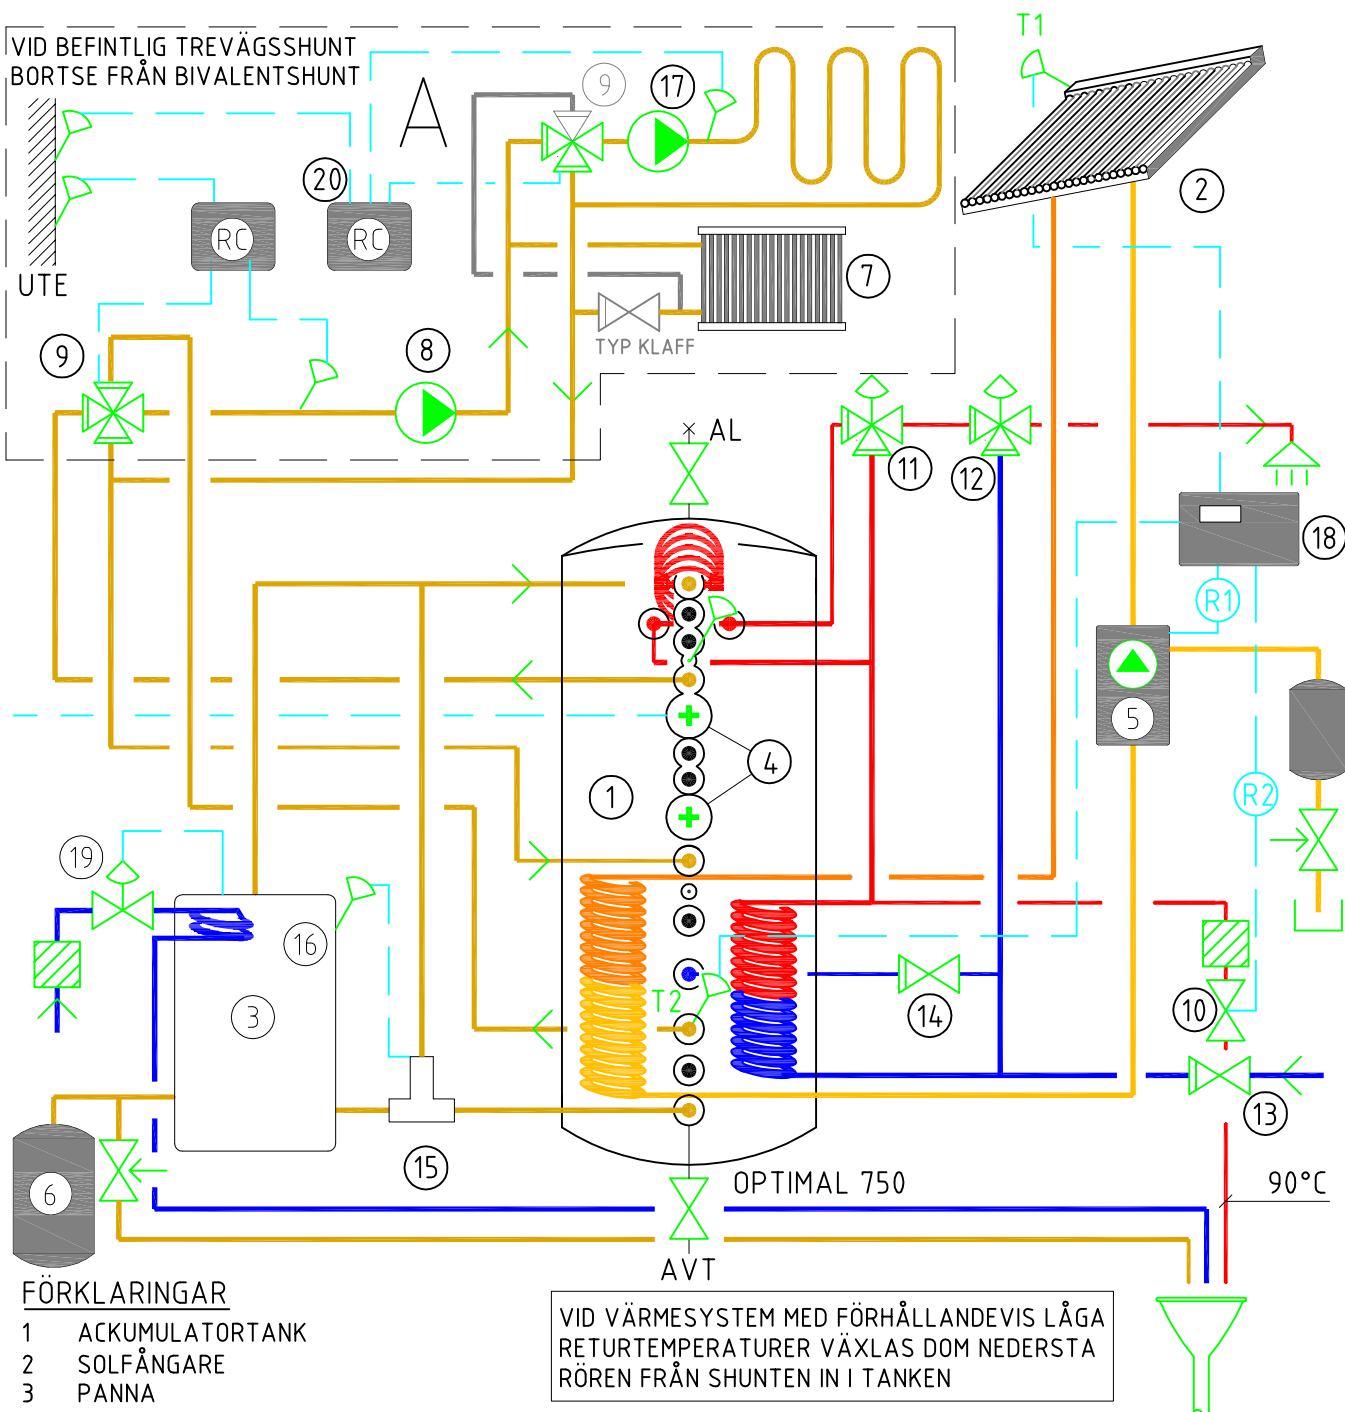 T1
VID BEFINTLIG TREVÄGSSHUNT
BORTSE FRÅN BIVALENTSHUNT
A
9
17
20
2
RC
RC
UTE
7
TYP KLAFF
9
8
AL
11
12
18
R1
5
4
1
R2
19
16
T2
3
10
14
13
15
6
OPTIMAL 750
90°C
AVT
FÖRKLARINGAR
1 ACKUMULATORTANK
2 SOLFÅNGARE
3 PANNA
VID VÄRMESYSTEM MED FÖRHÅLLANDEVIS LÅGA
RETURTEMPERATURER VÄXLAS DOM NEDERSTA
RÖREN FRÅN SHUNTEN IN I TANKEN